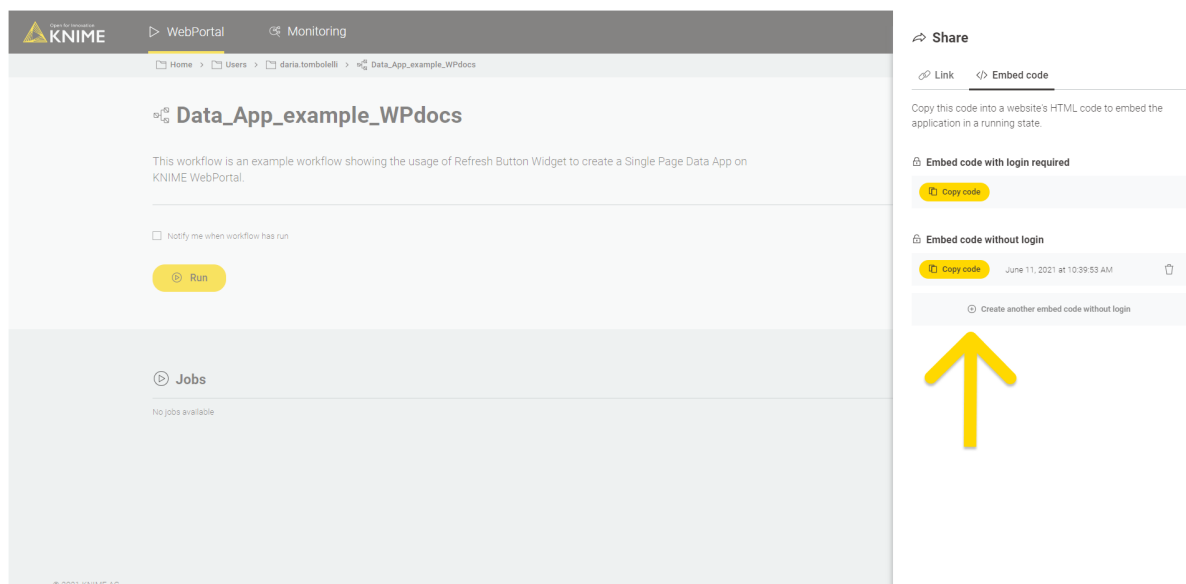 Open for Innovation
KNIME
WebPortal
Monitoring
Home > Users > daria.tombolelli > Data_App_example_WPdocs
Data_App_example_WPdocs
This workflow is an example workflow showing the usage of Refresh Button Widget to create a Single Page Data App on
KNIME WebPortal.
Notify me when workflow has run
Run
Jobs
No jobs available
Share
Link
</> Embed code
Copy this code into a website's HTML code to embed the
application in a running state.
Embed code with login required
Copy code
Embed code without login
Copy code June 11, 2021 at 10:39:53 AM
Create another embed code without login